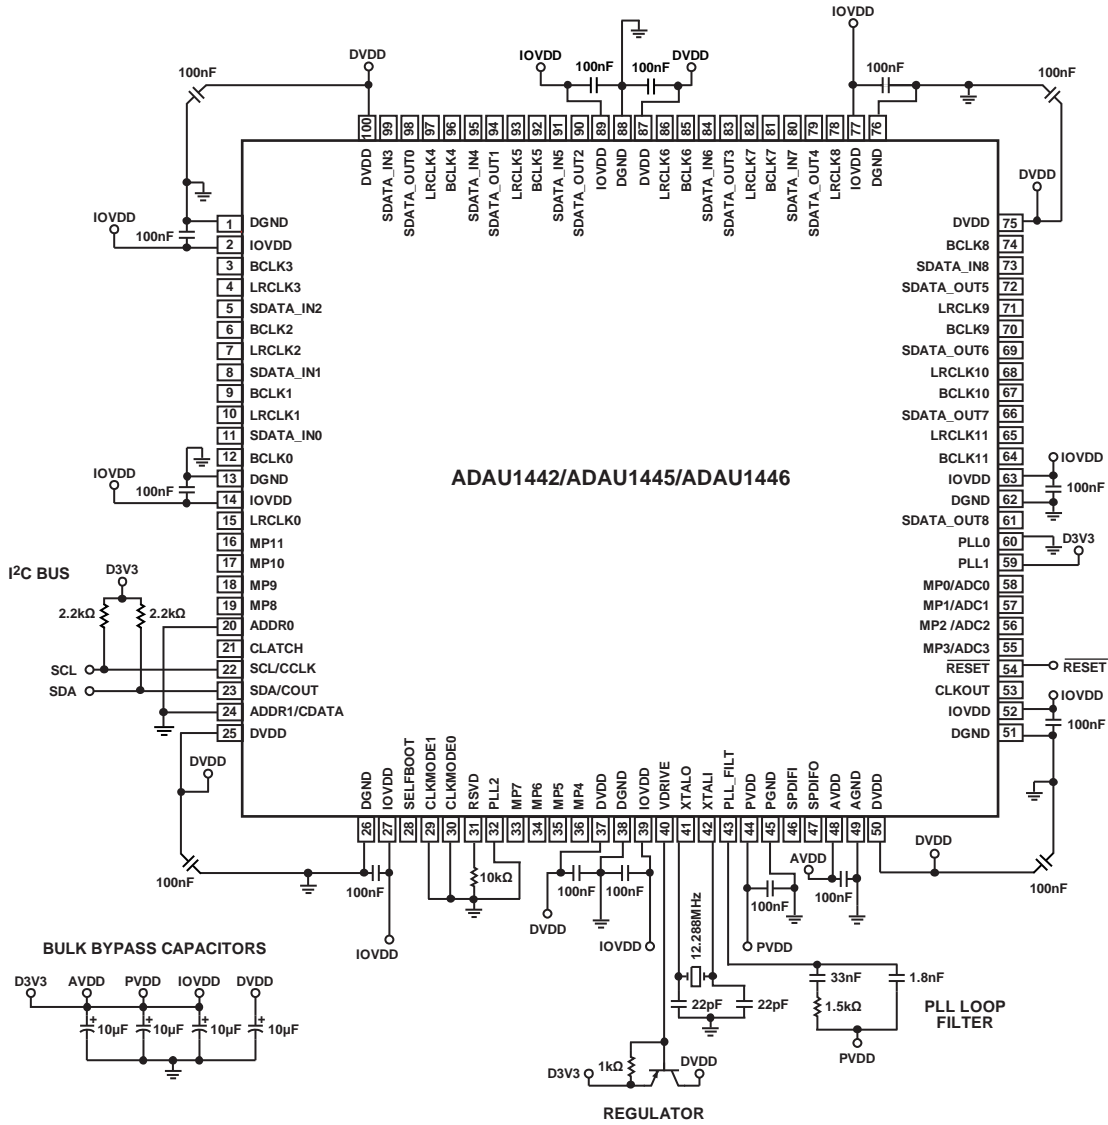 IOVDD
DVDD
100nF
IOVDD
100nF
100nF
DVDD
100nF
100nF
100 99 98 97 96 95 94 93 92 91 90 89 88 87 86 85 84 83 82 81 80 79 78 77 76
DVDD
SDATA_IN3
SDATA_OUT0
LRCLK4
BCLK4
SDATA_IN4
SDATA_OUT1
LRCLK5
BCLK5
SDATA_IN5
SDATA_OUT2
IOVDD
DGND
DVDD
LRCLK6
BCLK6
SDATA_IN6
SDATA_OUT3
LRCLK7
BCLK7
SDATA_IN7
SDATA_OUT4
LRCLK8
IOVDD
DGND
IOVDD
100nF
1 DGND
2 IOVDD
3 BCLK3
4 LRCLK3
5 SDATA_IN2
6 BCLK2
7 LRCLK2
8 SDATA_IN1
9 BCLK1
10 LRCLK1
11 SDATA_IN0
12 BCLK0
13 DGND
14 IOVDD
15 LRCLK0
16 MP11
17 MP10
18 MP9
19 MP8
20 ADDR0
21 CLATCH
22 SCL/CCLK
23 SDA/COUT
24 ADDR1/CDATA
25 DVDD
IOVDD
100nF
I2C BUS
D3V3
2.2kΩ
2.2kΩ
SCL
SDA
ADAU1442/ADAU1445/ADAU1446
DVDD
DVDD 75
BCLK8 74
SDATA_IN8 73
SDATA_OUT5 72
LRCLK9 71
BCLK9 70
SDATA_OUT6 69
LRCLK10 68
BCLK10 67
SDATA_OUT7 66
LRCLK11 65
BCLK11 64
IOVDD 63
DGND 62
SDATA_OUT8 61
PLL0 60
PLL1 59
MP0/ADC0 58
MP1/ADC1 57
MP2 /ADC2 56
MP3/ADC3 55
RESET 54
CLKOUT 53
IOVDD 52
DGND 51
IOVDD
100nF
D3V3
RESET
IOVDD
100nF
DGND
IOVDD
SELFBOOT
CLKMODE1
CLKMODE0
RSVD
PLL2
MP7
MP6
MP5
MP4
DVDD
DGND
IOVDD
VDRIVE
XTALO
XTALI
PLL_FILT
PVDD
PGND
SPDIFI
SPDIFO
AVDD
AGND
DVDD
26 27 28 29 30 31 32 33 34 35 36 37 38 39 40 41 42 43 44 45 46 47 48 49 50
DVDD
100nF
100nF
IOVDD
10kΩ
100nF
100nF
DVDD
IOVDD
12.288MHz
22pF
22pF
100nF
PVDD
AVDD
100nF
DVDD
100nF
33nF
1.8nF
1.5kΩ
PVDD
PLL LOOP
FILTER
BULK BYPASS CAPACITORS
D3V3 AVDD PVDD IOVDD DVDD
+ + + +
10μF 10μF 10μF 10μF
1kΩ
D3V3
DVDD
REGULATOR